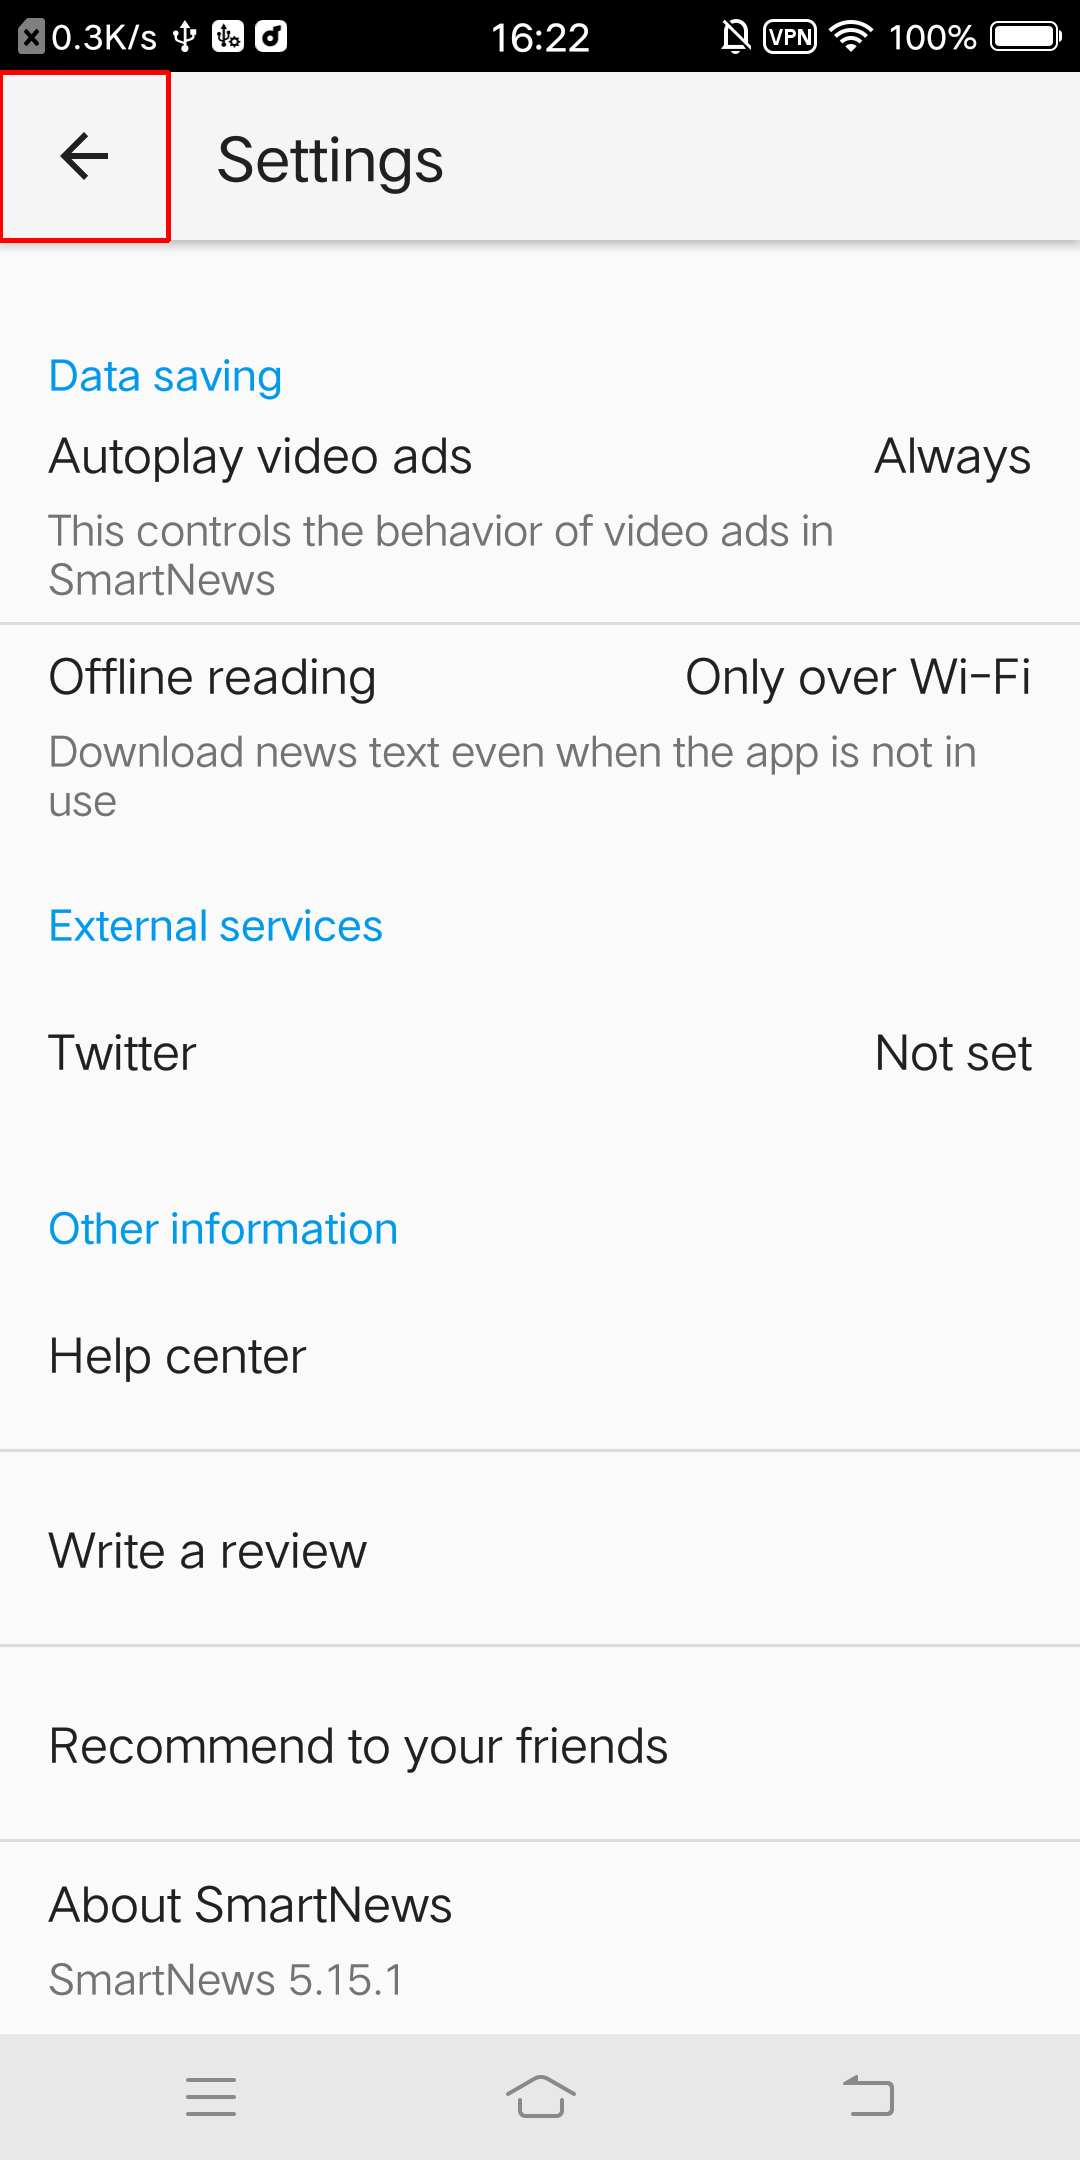 0.3K/s 16:22 VPN 100%
Settings
Data saving
Autoplay video ads Always
This controls the behavior of video ads in
SmartNews
Offline reading Only over Wi-Fi
Download news text even when the app is not in
use
External services
Twitter Not set
Other information
Help center
Write a review
Recommend to your friends
About SmartNews
SmartNews 5.15.1